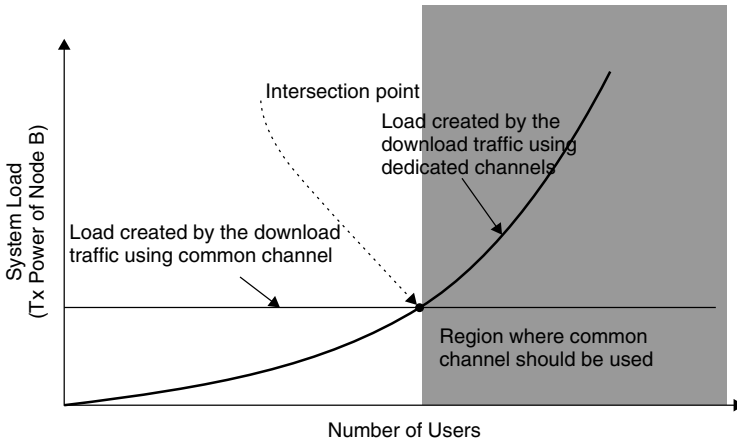 Intersection point
Load created by the
download traffic using
dedicated channels
System Load
(Tx Power of Node B)
Load created by the download
traffic using common channel
Region where common
channel should be used
Number of Users